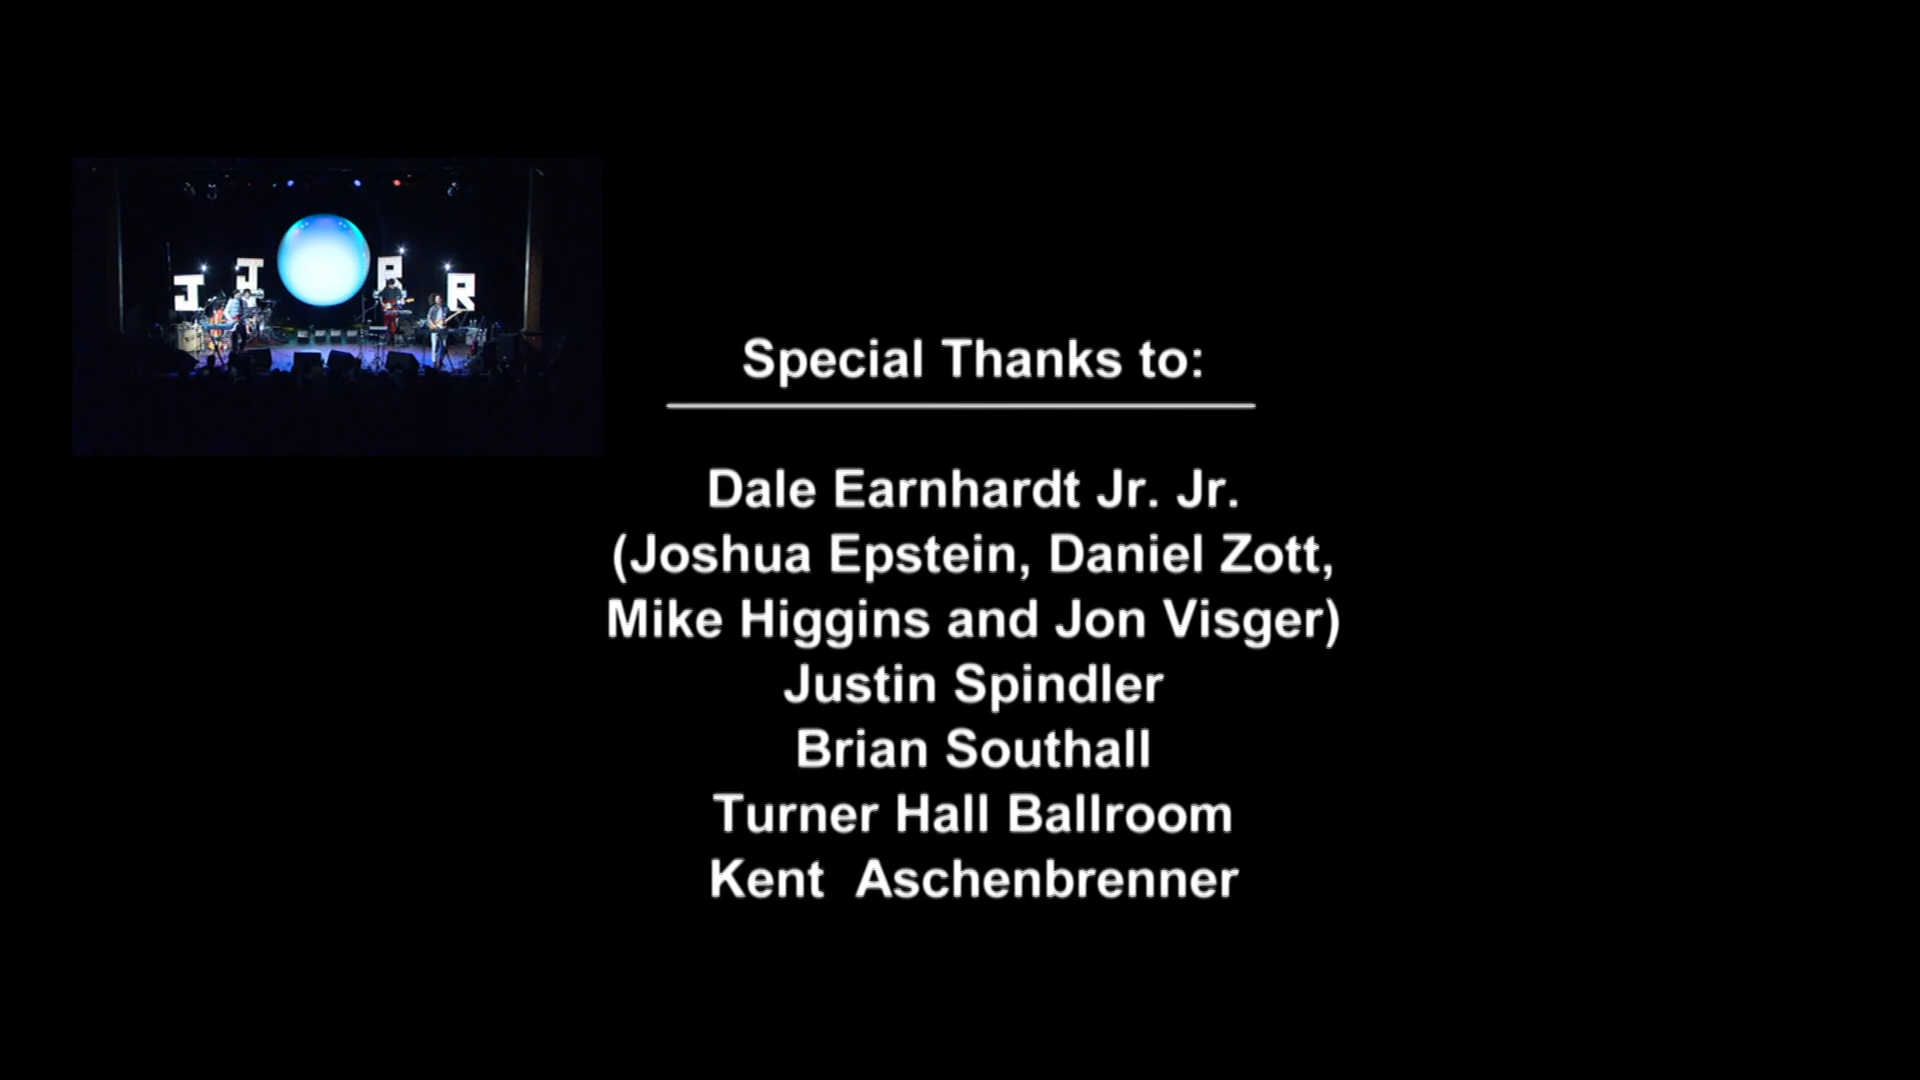 J J R R
Special Thanks to:
Dale Earnhardt Jr. Jr.
(Joshua Epstein, Daniel Zott,
Mike Higgins and Jon Visger)
Justin Spindler
Brian Southall
Turner Hall Ballroom
Kent Aschenbrenner